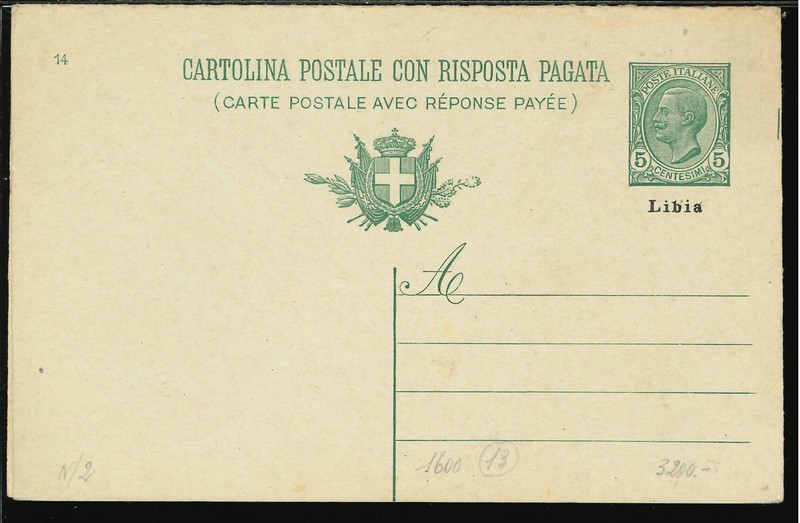 14
CARTOLINA POSTALE CON RISPOSTA PAGATA
(CARTE POSTALE AVEC RÉPONSE PAYÉE)
POSTE ITALIANE
5 5
CENTESIMI
Libia
A
N/2
1600 13 3200.-